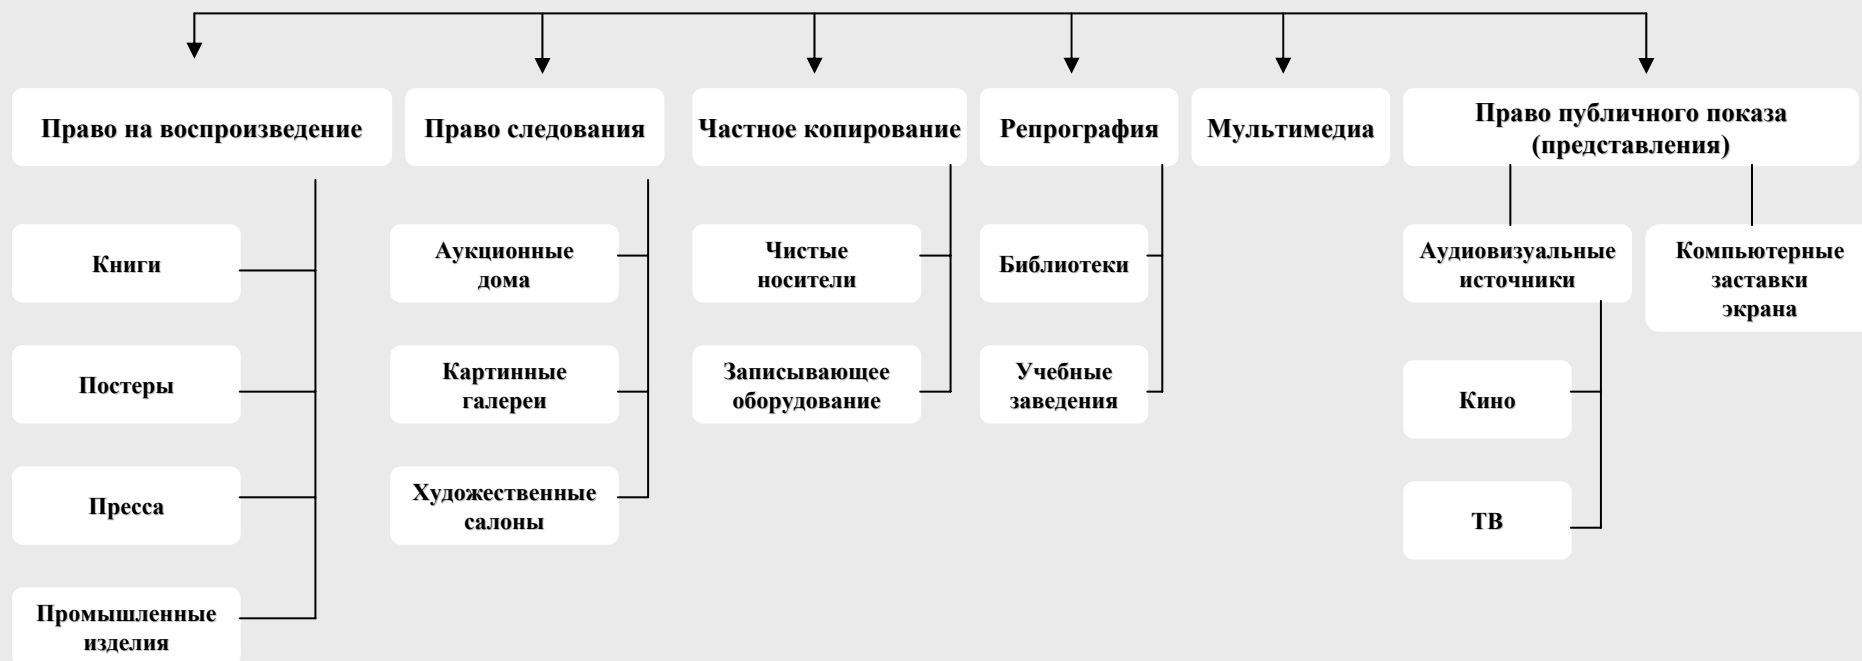 Право на воспроизведение
Право следования
Частное копирование
Репрография
Мультимедиа
Право публичного показа
(представления)
Книги
Постеры
Пресса
Промышленные
изделия
Аукционные
дома
Картинные
галереи
Художественные
салоны
Чистые
носители
Записывающее
оборудование
Библиотеки
Учебные
заведения
Аудиовизуальные
источники
Кино
ТВ
Компьютерные
заставки
экрана